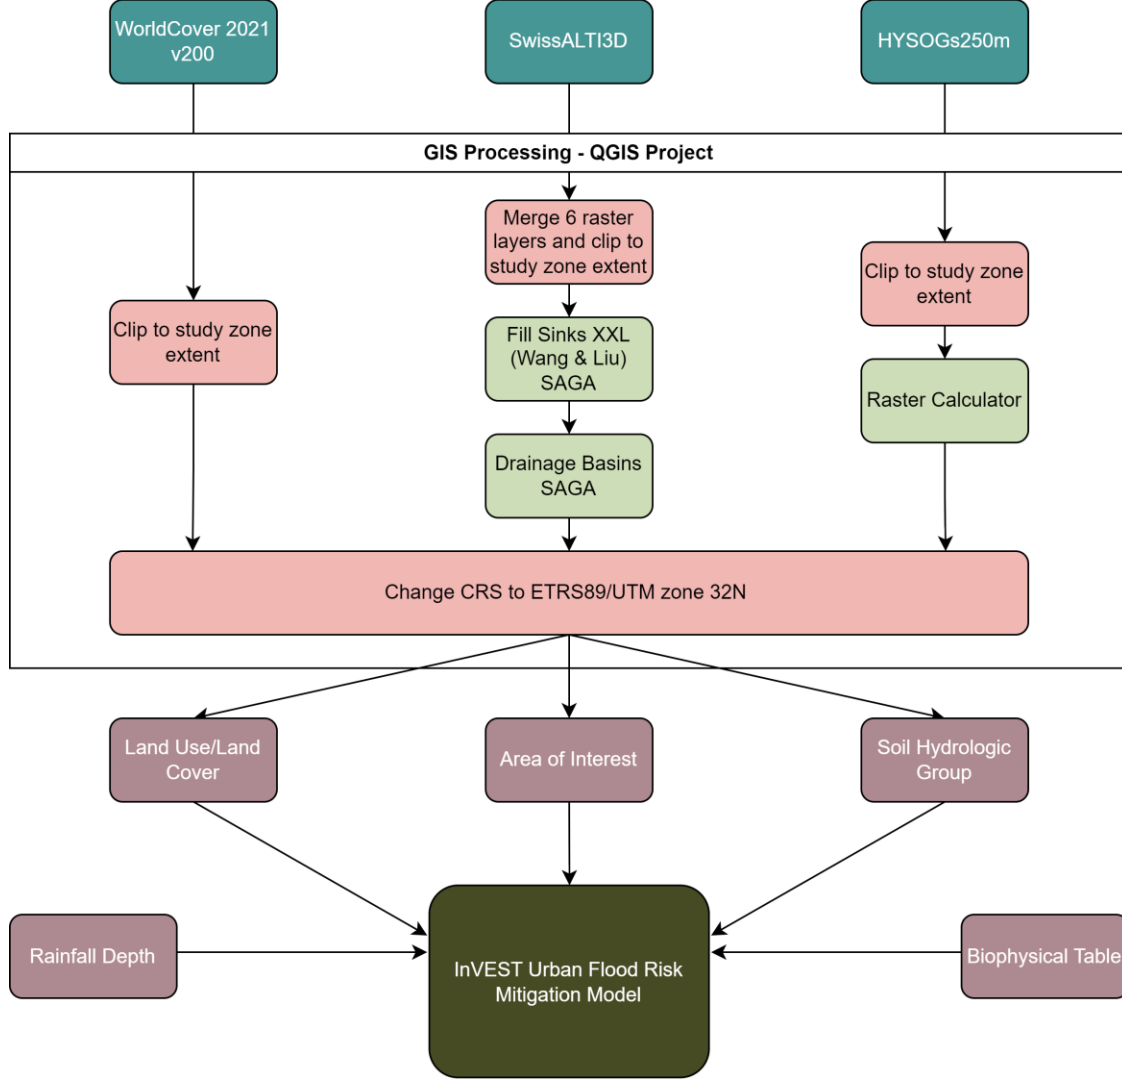 WorldCover 2021
v200
SwissALTI3D
HYSOGs250m
GIS Processing - QGIS Project
Merge 6 raster
layers and clip to
study zone extent
Clip to study zone
extent
Clip to study zone
extent
Fill Sinks XXL
(Wang & Liu)
SAGA
Raster Calculator
Drainage Basins
SAGA
Change CRS to ETRS89/UTM zone 32N
Land Use/Land
Cover
Area of Interest
Soil Hydrologic
Group
Rainfall Depth
InVEST Urban Flood Risk
Mitigation Model
Biophysical Table